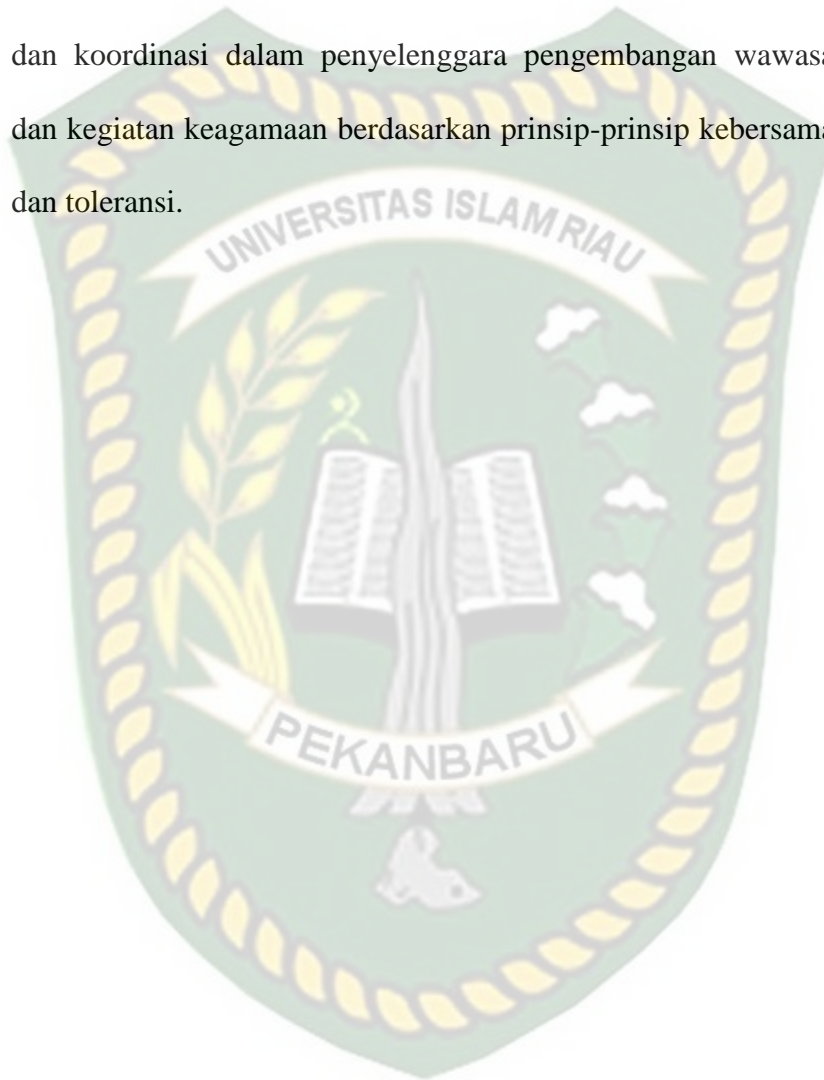 dan koordinasi dalam penyelenggara pengembangan wawasa
dan kegiatan keagamaan berdasarkan prinsip-prinsip kebersama
dan toleransi.
UNIVERSITAS ISLAM RIAU
PEKANBARU